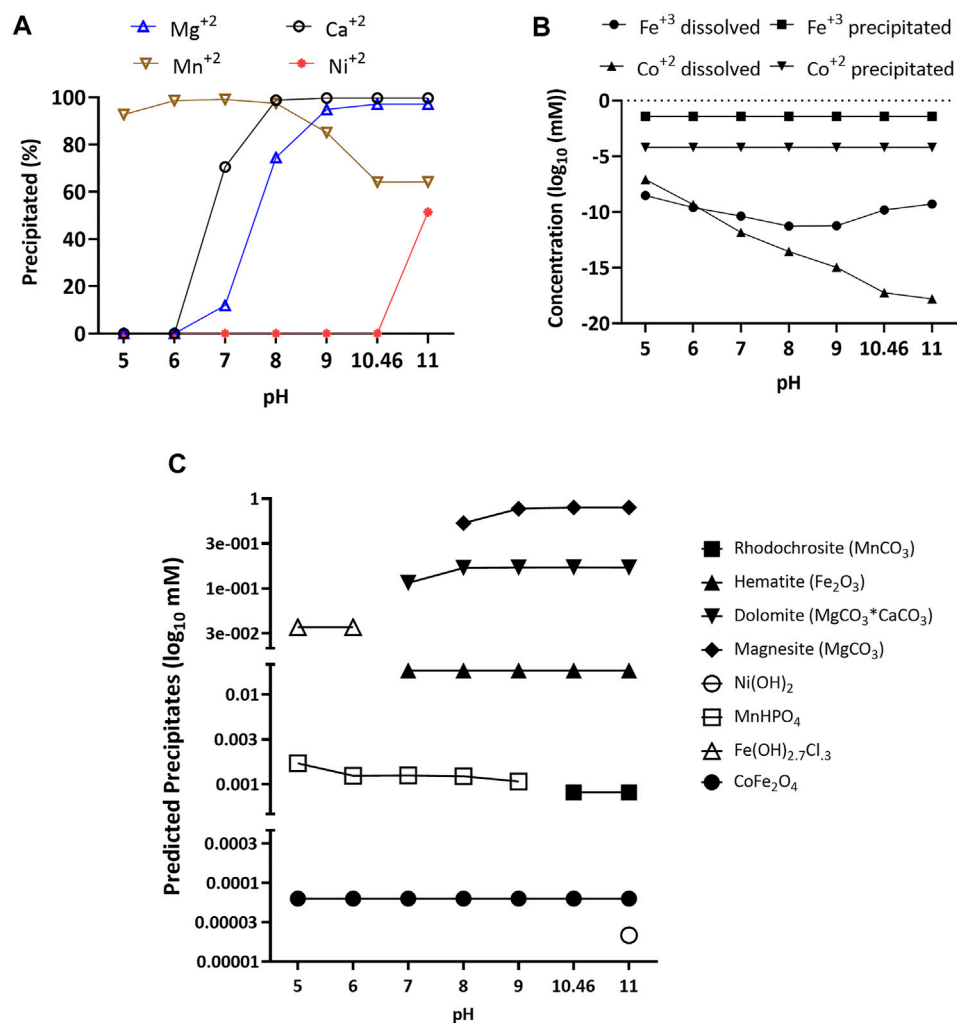 A
Mg+2
Ca+2
Mn+2
Ni+2
Precipitated (%)
100
80
60
40
20
0
5 6 7 8 9 10.46 11
pH
B
Fe+3 dissolved
Fe+3 precipitated
Co+2 dissolved
Co+2 precipitated
Concentration (log10 (mM))
0
-5
-10
-15
-20
5 6 7 8 9 10.46 11
pH
C
Predicted Precipitates (log10 mM)
1
3e-001
1e-001
3e-002
0.01
0.003
0.001
0.0003
0.0001
0.00003
0.00001
5 6 7 8 9 10.46 11
pH
Rhodochrosite (MnCO3)
Hematite (Fe2O3)
Dolomite (MgCO3*CaCO3)
Magnesite (MgCO3)
Ni(OH)2
MnHPO4
Fe(OH)2.7Cl.3
CoFe2O4